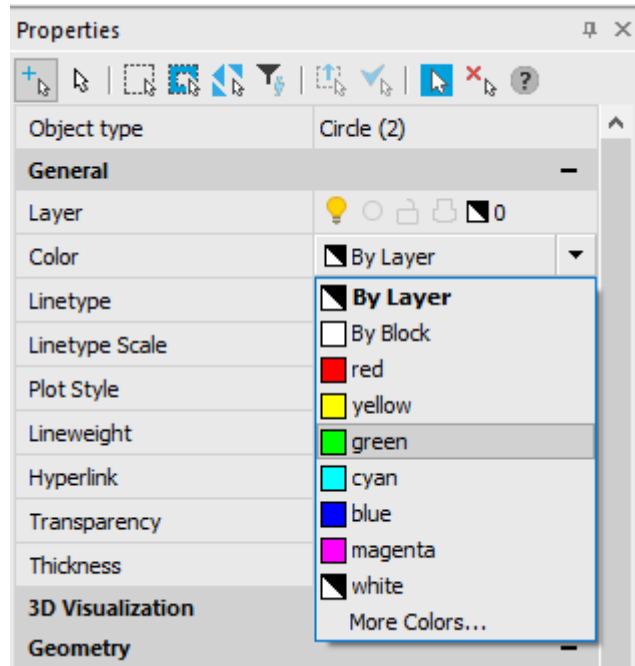 Properties
?
Object type Circle (2)
General
Layer 0
Color By Layer
Linetype By Layer
By Block
Linetype Scale red
Plot Style yellow
Lineweight green
Hyperlink cyan
Transparency blue
Thickness magenta
3D Visualization white
More Colors...
Geometry